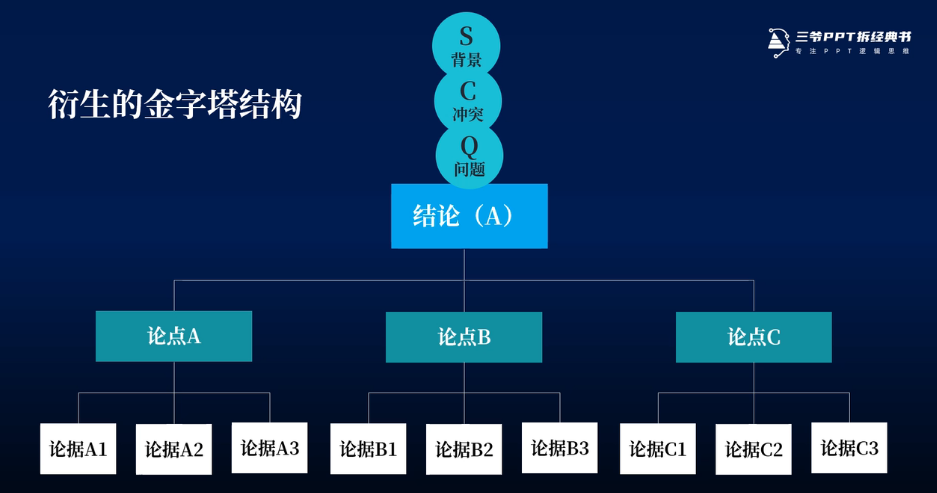 三爷PPT拆经典书
专注PPT逻辑思维
衍生的金字塔结构
S
背景
C
冲突
Q
问题
结论（A）
论点A
论点B
论点C
论据A1
论据A2
论据A3
论据B1
论据B2
论据B3
论据C1
论据C2
论据C3